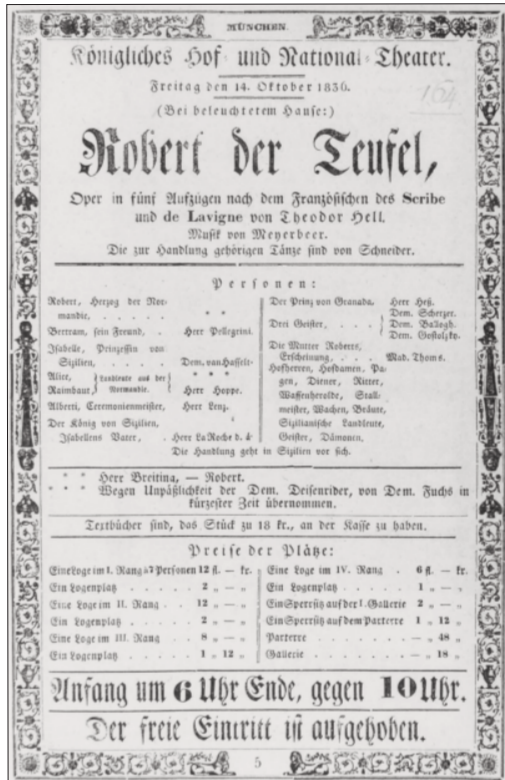 MÜNCHEN.
Königliches Hof- und National-Theater.
Freitag den 14. Oktober 1836.
164
(Bei beleuchtetem Hause:)
Robert der Teufel,
Oper in fünf Aufzügen nach dem Französischen des Scribe
und de Lavigne von Theodor Hell.
Musik von Meyerbeer.
Die zur Handlung gehörigen Tänze sind von Schneider.
Personen:
Robert, Herzog der Nor-
mandie, . . . . . * *
Bertram, sein Freund, . Herr Pellegrini.
Isabelle, Prinzessin von
Sizilien, . . . . Dem. van Hasselt.
Alice, } Landleute aus der * * *
Raimbaut, } Normandie. Herr Hoppe.
Alberti, Ceremonienmeister, Herr Lenz.
Der König von Sizilien,
Isabellens Vater, . Herr La Roche d. ä.
Der Prinz von Granada. Herr Heß.
Drei Geister, . . . { Dem. Scherzer.
Dem. Ballogh.
Dem. Gostolzky.
Die Mutter Roberts,
Erscheinung, . . . Mad. Thoms.
Hofherren, Hofdamen, Pa-
gen, Diener, Ritter,
Waffenherolde, Stall-
meister, Wachen, Bräute,
Sizilianische Landleute,
Geister, Dämonen.
Die Handlung geht in Sizilien vor sich.
* * Herr Breiting, — Robert.
* * * Wegen Unpäßlichkeit der Dem. Deisenrider, von Dem. Fuchs in
kürzester Zeit übernommen.
Textbücher sind, das Stück zu 18 kr., an der Kasse zu haben.
Preise der Plätze:
Eine Loge im I. Rang à 7 Personen 12 fl. — kr.
Ein Logenplatz . . . . . 2 „ — „
Eine Loge im II. Rang . . . 12 „ — „
Ein Logenplatz . . . . . 2 „ — „
Eine Loge im III. Rang . . . 8 „ — „
Ein Logenplatz . . . . . 1 „ 12 „
Eine Loge im IV. Rang . 6 fl. — kr.
Ein Logenplatz . . . . 1 „ — „
Ein Sperrsitz auf der I. Gallerie 2 „ — „
Ein Sperrsitz auf dem Parterre 1 „ 12 „
Parterre . . . . . — „ 48 „
Gallerie . . . . . — „ 18 „
Anfang um 6 Uhr Ende, gegen 10 Uhr.
Der freie Eintritt ist aufgehoben.
5